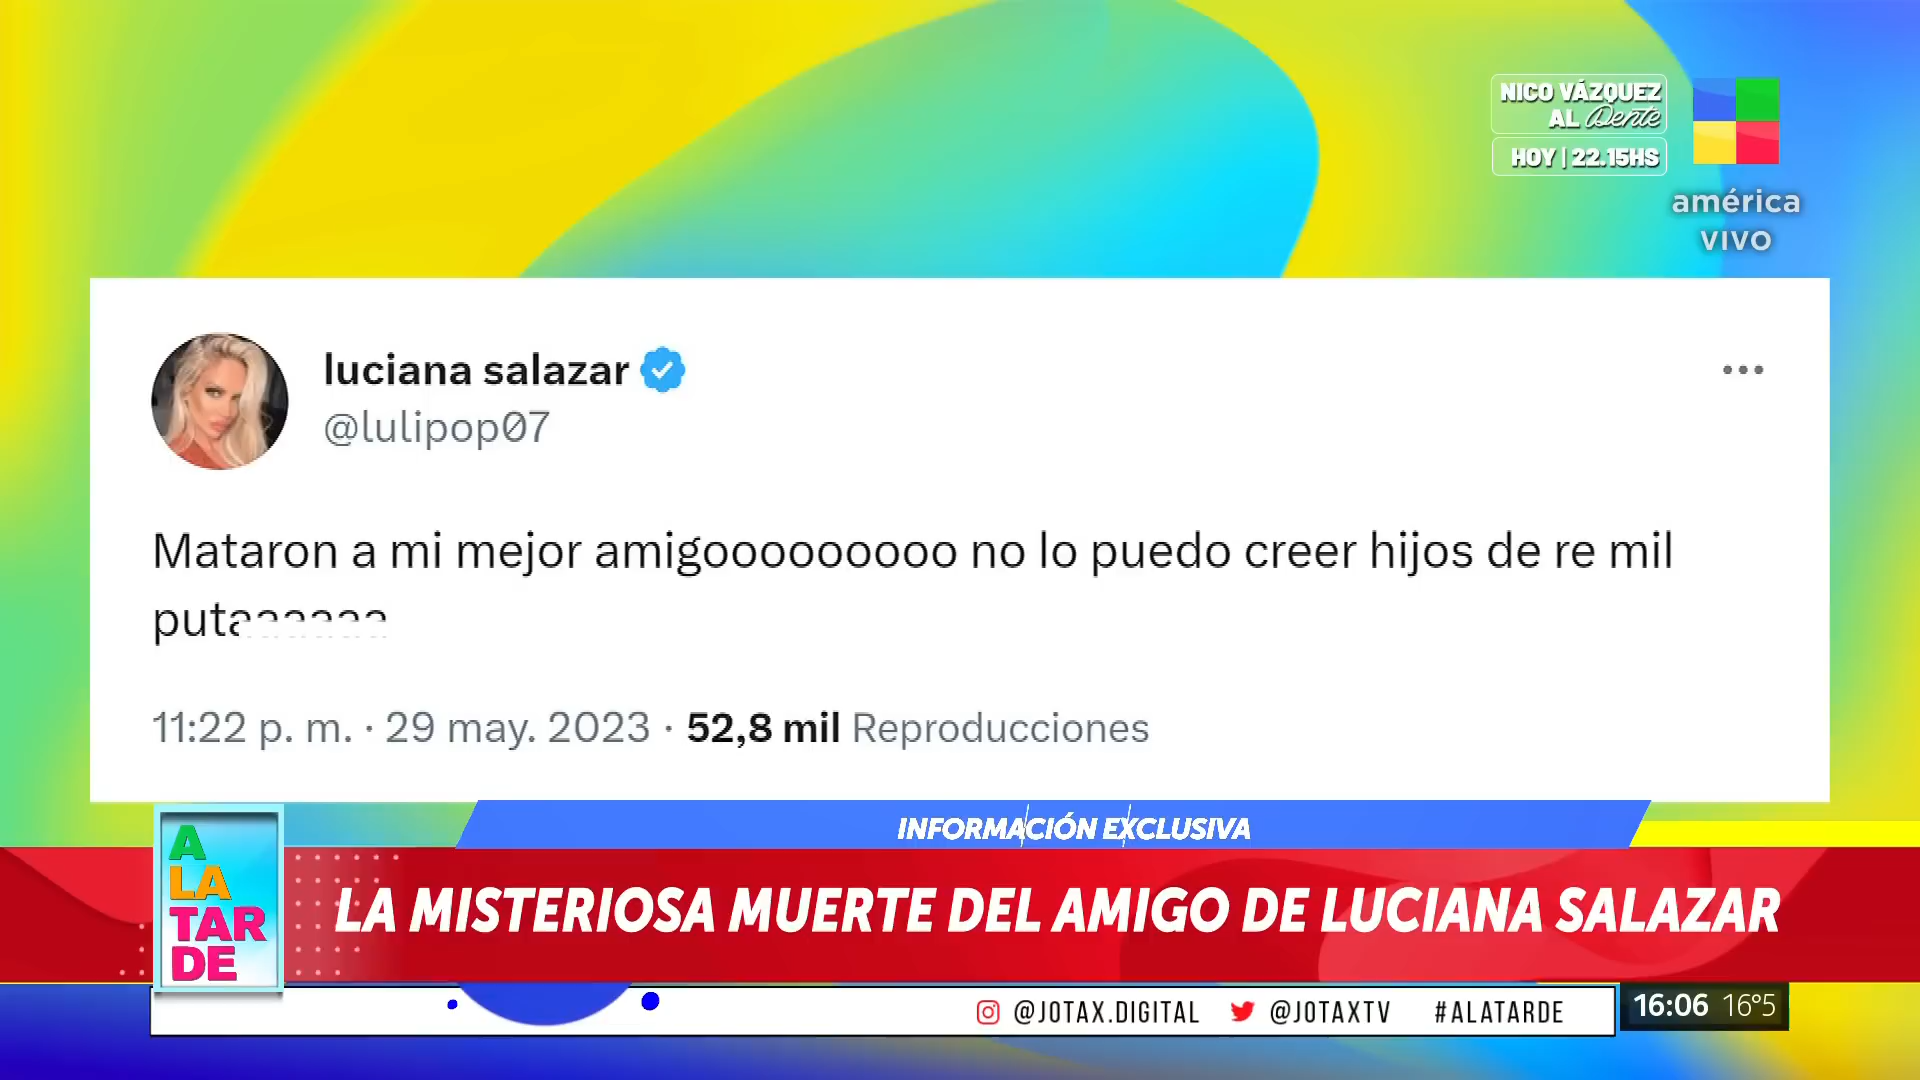 NICO VÁZQUEZ
AL Dente
HOY | 22.15HS
américa
VIVO
luciana salazar
@lulipop07
Mataron a mi mejor amigooooooooo no lo puedo creer hijos de re mil
putaaaaaaa
11:22 p. m. · 29 may. 2023 · 52,8 mil Reproducciones
INFORMACIÓN EXCLUSIVA
A
LA
TAR
DE
LA MISTERIOSA MUERTE DEL AMIGO DE LUCIANA SALAZAR
@JOTAX.DIGITAL @JOTAXTV #ALATARDE
16:06 16°5